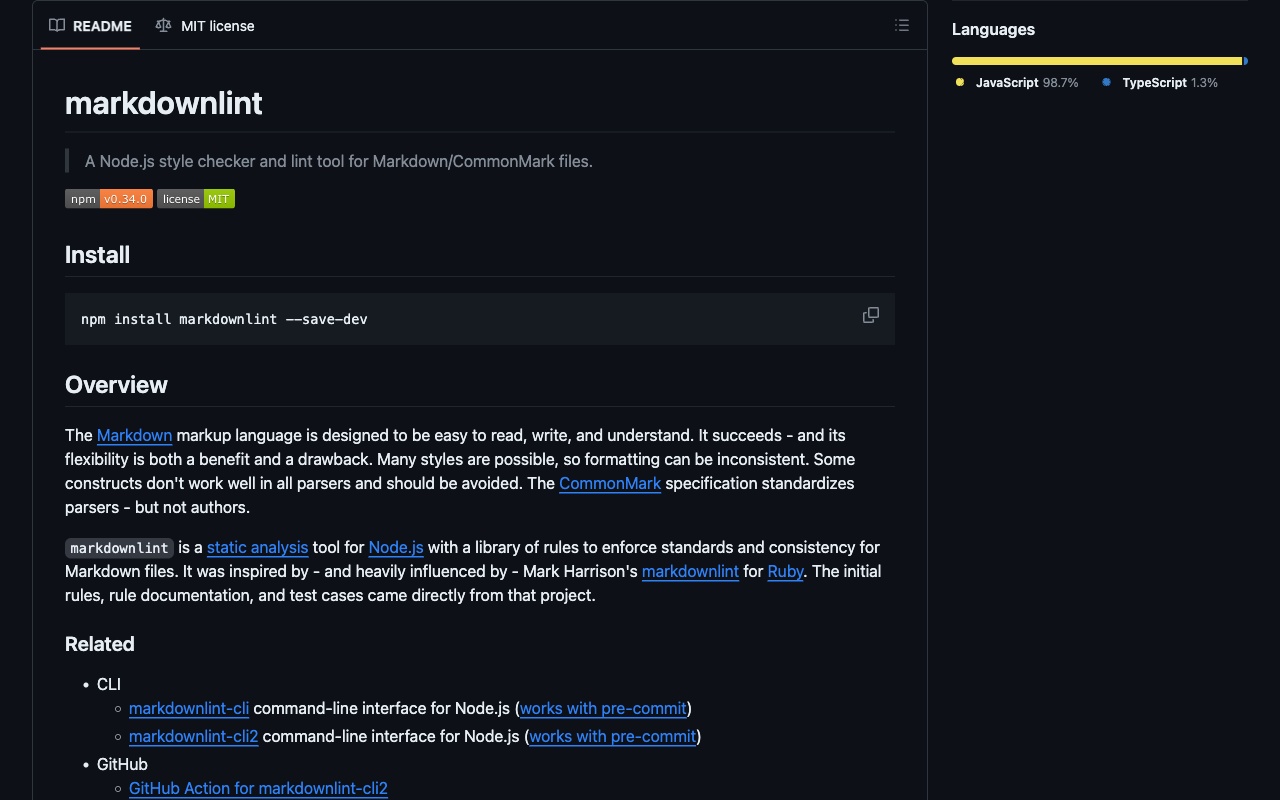 README
MIT license
Languages
JavaScript 98.7%
TypeScript 1.3%
markdownlint
A Node.js style checker and lint tool for Markdown/CommonMark files.
npm v0.34.0
license MIT
Install
npm install markdownlint --save-dev
Overview
The Markdown markup language is designed to be easy to read, write, and understand. It succeeds - and its
flexibility is both a benefit and a drawback. Many styles are possible, so formatting can be inconsistent. Some
constructs don't work well in all parsers and should be avoided. The CommonMark specification standardizes
parsers - but not authors.
markdownlint is a static analysis tool for Node.js with a library of rules to enforce standards and consistency for
Markdown files. It was inspired by - and heavily influenced by - Mark Harrison's markdownlint for Ruby. The initial
rules, rule documentation, and test cases came directly from that project.
Related
• CLI
◦ markdownlint-cli command-line interface for Node.js (works with pre-commit)
◦ markdownlint-cli2 command-line interface for Node.js (works with pre-commit)
• GitHub
◦ GitHub Action for markdownlint-cli2